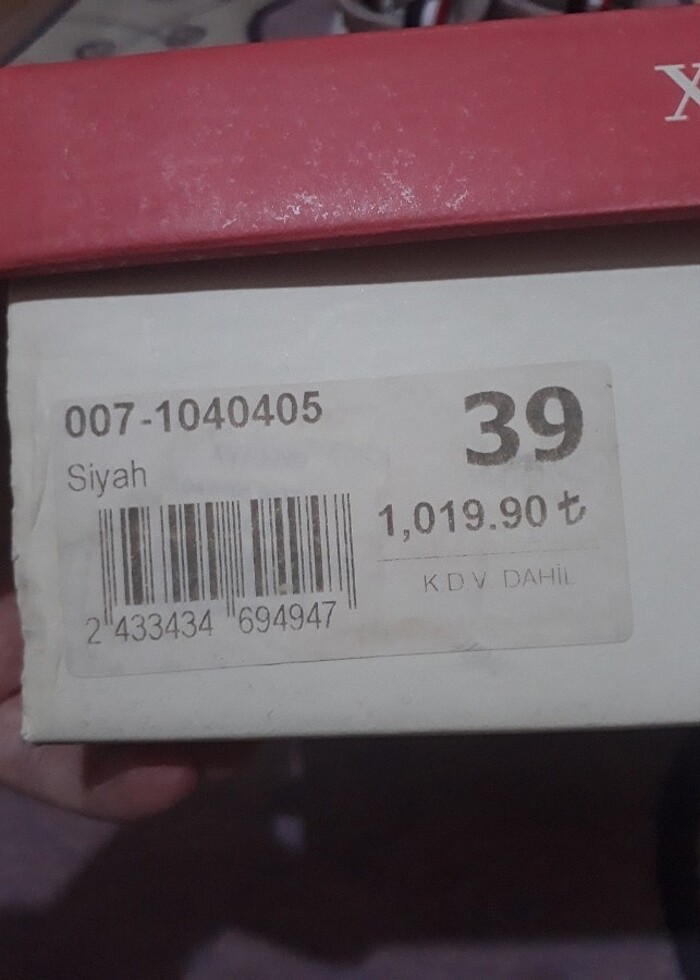 X
007-1040405
39
Siyah
1,019.90 ₺
K.D.V. DAHİL
2 433434 694947